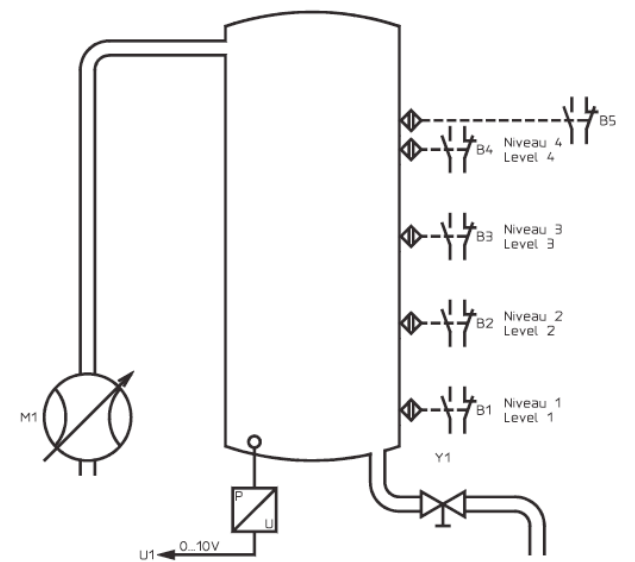 B5
B4
Niveau 4
Level 4
B3
Niveau 3
Level 3
B2
Niveau 2
Level 2
M1
B1
Niveau 1
Level 1
Y1
P
U
U1
0...10V